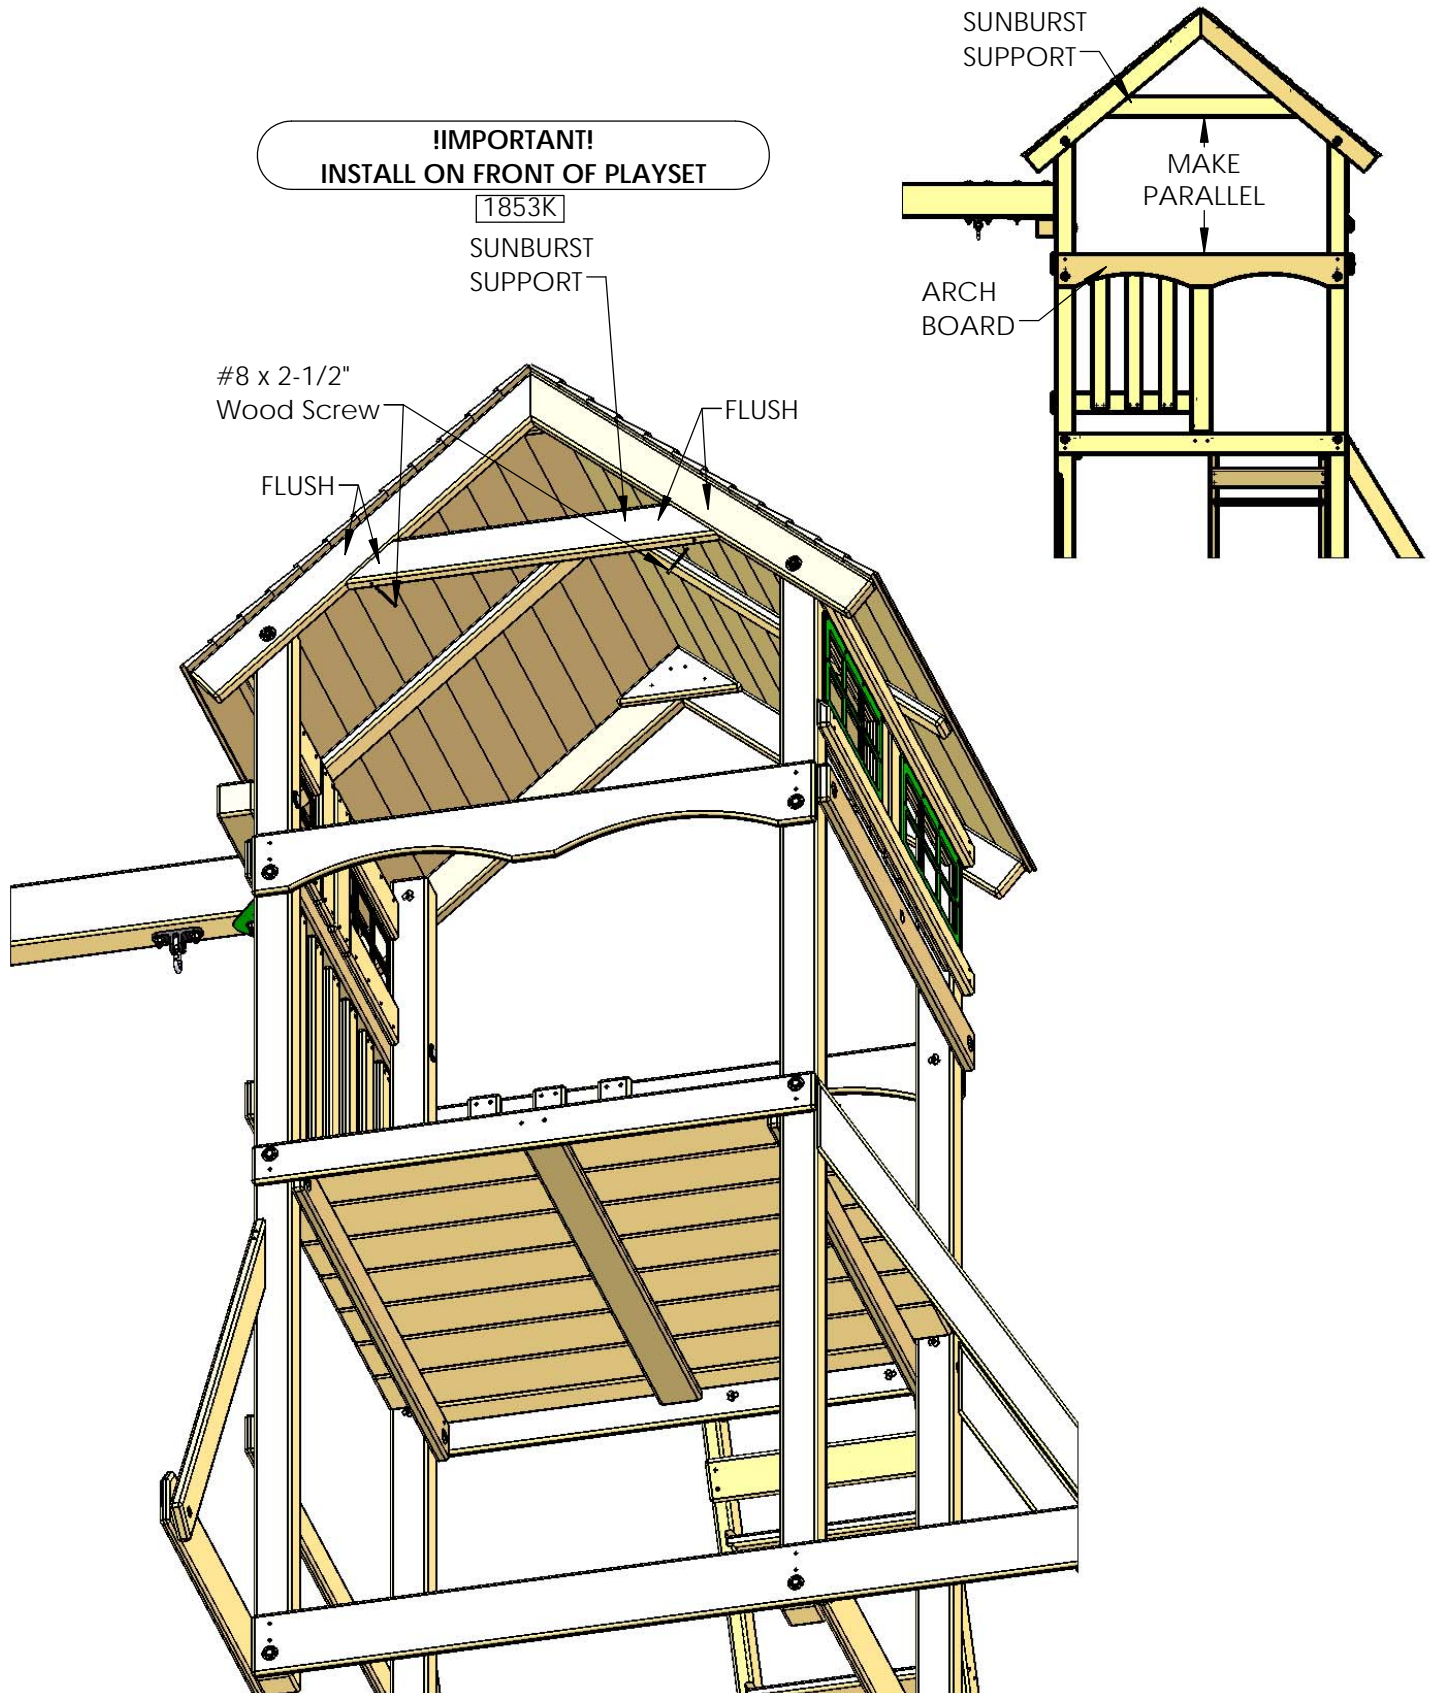 SUNBURST
SUPPORT
!IMPORTANT!
INSTALL ON FRONT OF PLAYSET
1853K
SUNBURST
SUPPORT
MAKE
PARALLEL
ARCH
BOARD
#8 x 2-1/2"
Wood Screw
FLUSH
FLUSH